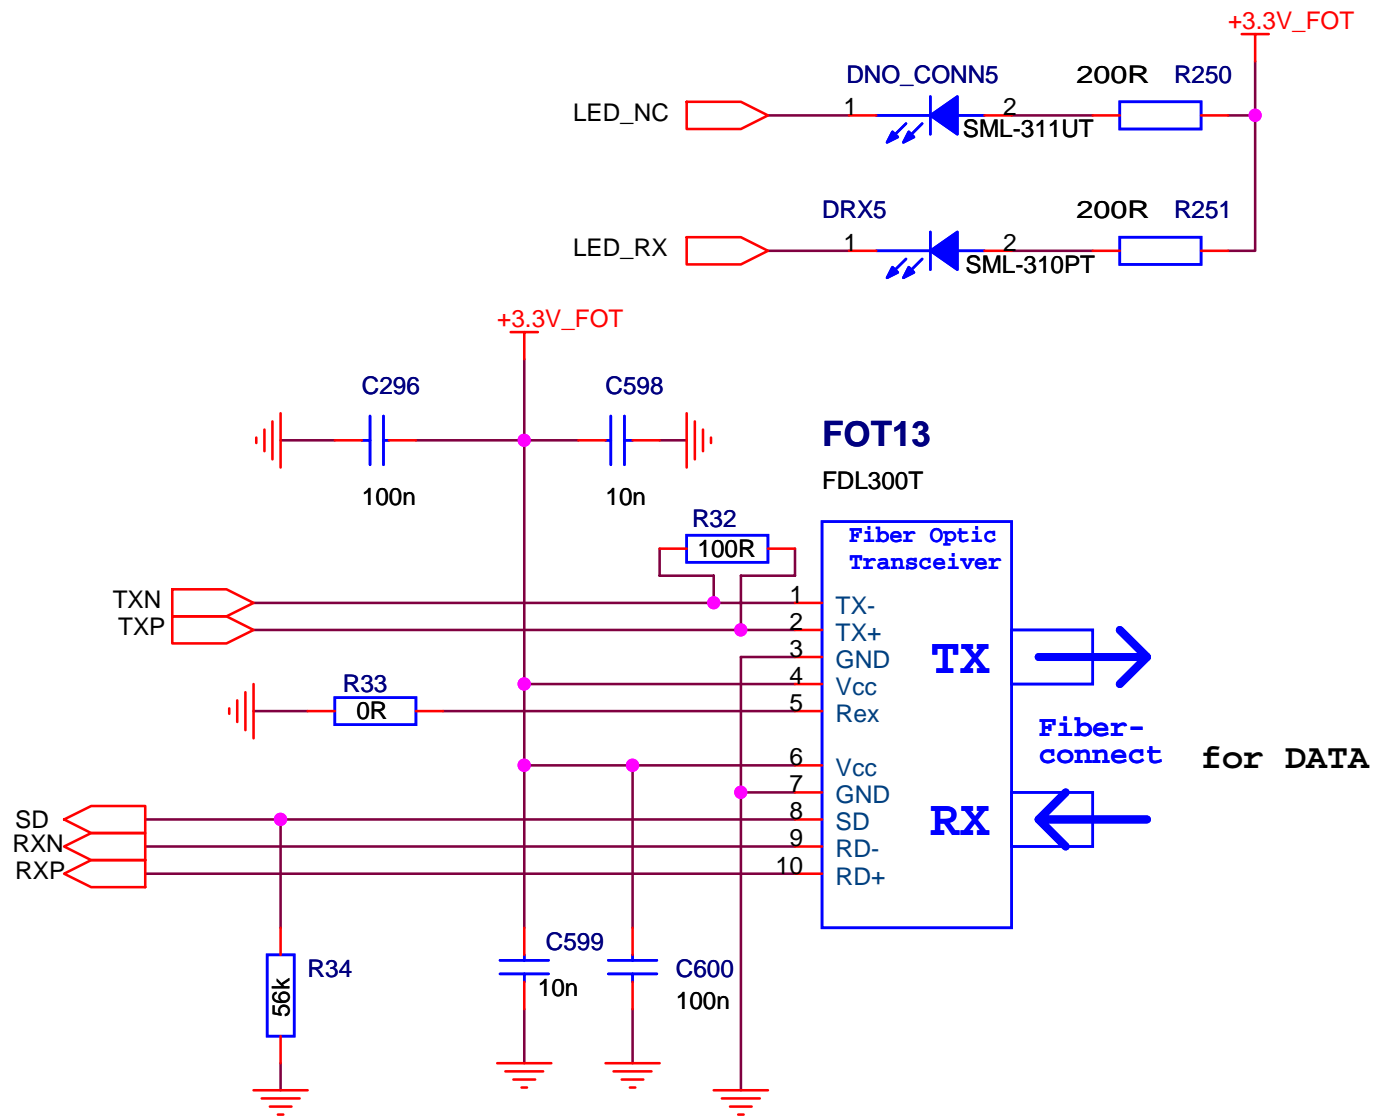 +3.3V_FOT
DNO_CONN5
200R
R250
LED_NC
1
2
SML-311UT
DRX5
200R
R251
LED_RX
1
2
SML-310PT
+3.3V_FOT
C296
C598
100n
10n
FOT13
FDL300T
R32
100R
Fiber Optic
Transceiver
TXN
1
TX-
TXP
2
TX+
3
GND
TX
4
Vcc
R33
0R
5
Rex
Fiber-
connect
for DATA
6
Vcc
7
GND
SD
8
SD
RX
RXN
9
RD-
RXP
10
RD+
C599
10n
C600
100n
R34
56k